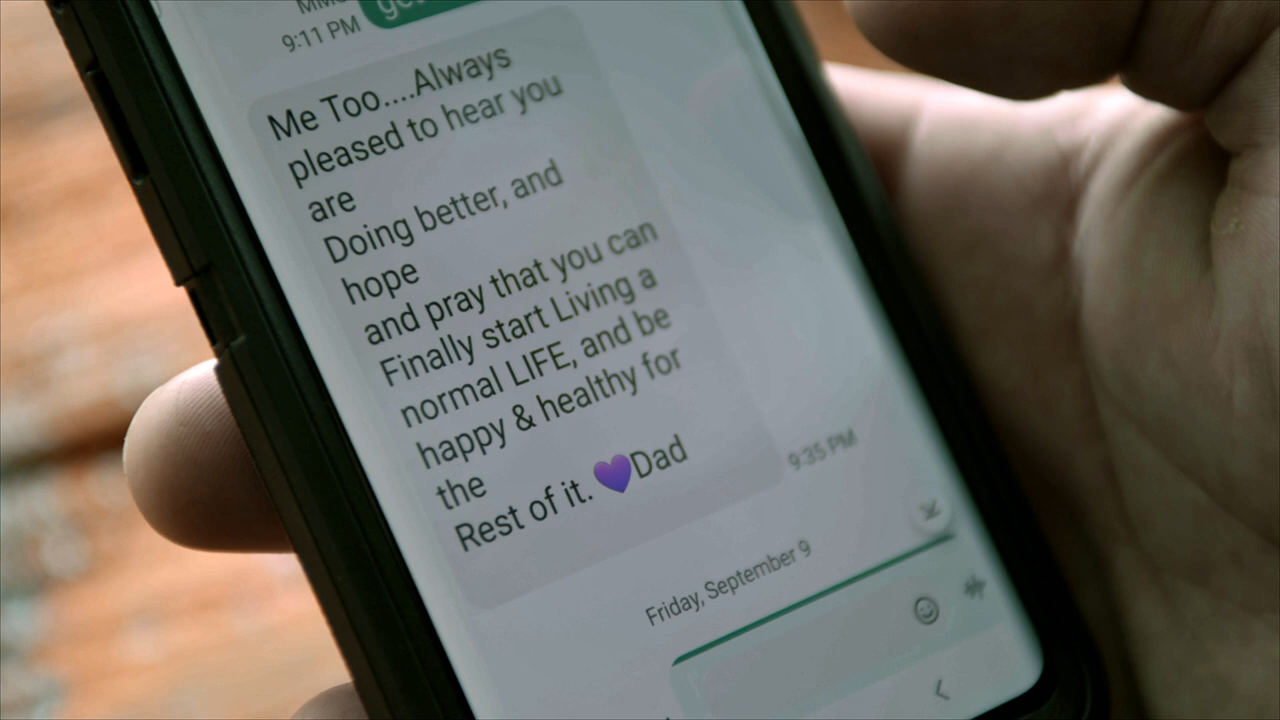 9:11 PM
Me Too....Always
pleased to hear you
are
Doing better, and
hope
and pray that you can
Finally start Living a
normal LIFE, and be
happy & healthy for
the
Rest of it. 💜Dad
9:35 PM
Friday, September 9